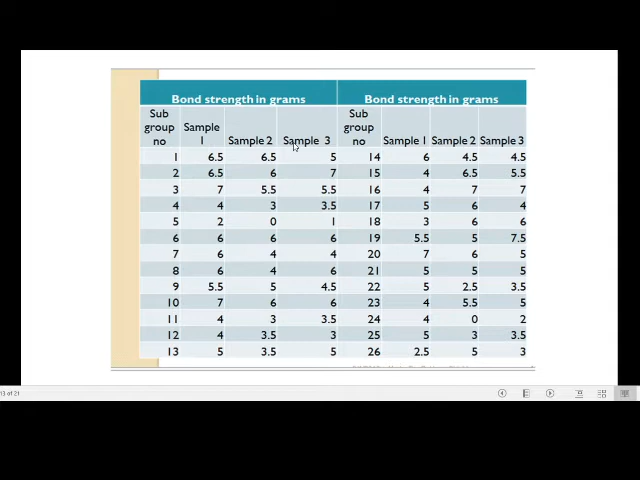 Bond strength in grams Bond strength in grams
Sub group no Sample 1 Sample 2 Sample 3 Sub group no Sample 1 Sample 2 Sample 3
1 6.5 6.5 5 14 6 4.5 4.5
2 6.5 6 7 15 4 6.5 5.5
3 7 5.5 5.5 16 4 7 7
4 4 3 3.5 17 5 6 4
5 2 0 1 18 3 6 6
6 6 6 6 19 5.5 5 7.5
7 6 4 4 20 7 6 5
8 6 4 6 21 5 5 5
9 5.5 5 4.5 22 5 2.5 3.5
10 7 6 6 23 4 5.5 5
11 4 3 3.5 24 4 0 2
12 4 3.5 3 25 5 3 3.5
13 5 3.5 5 26 2.5 5 3
13 of 21